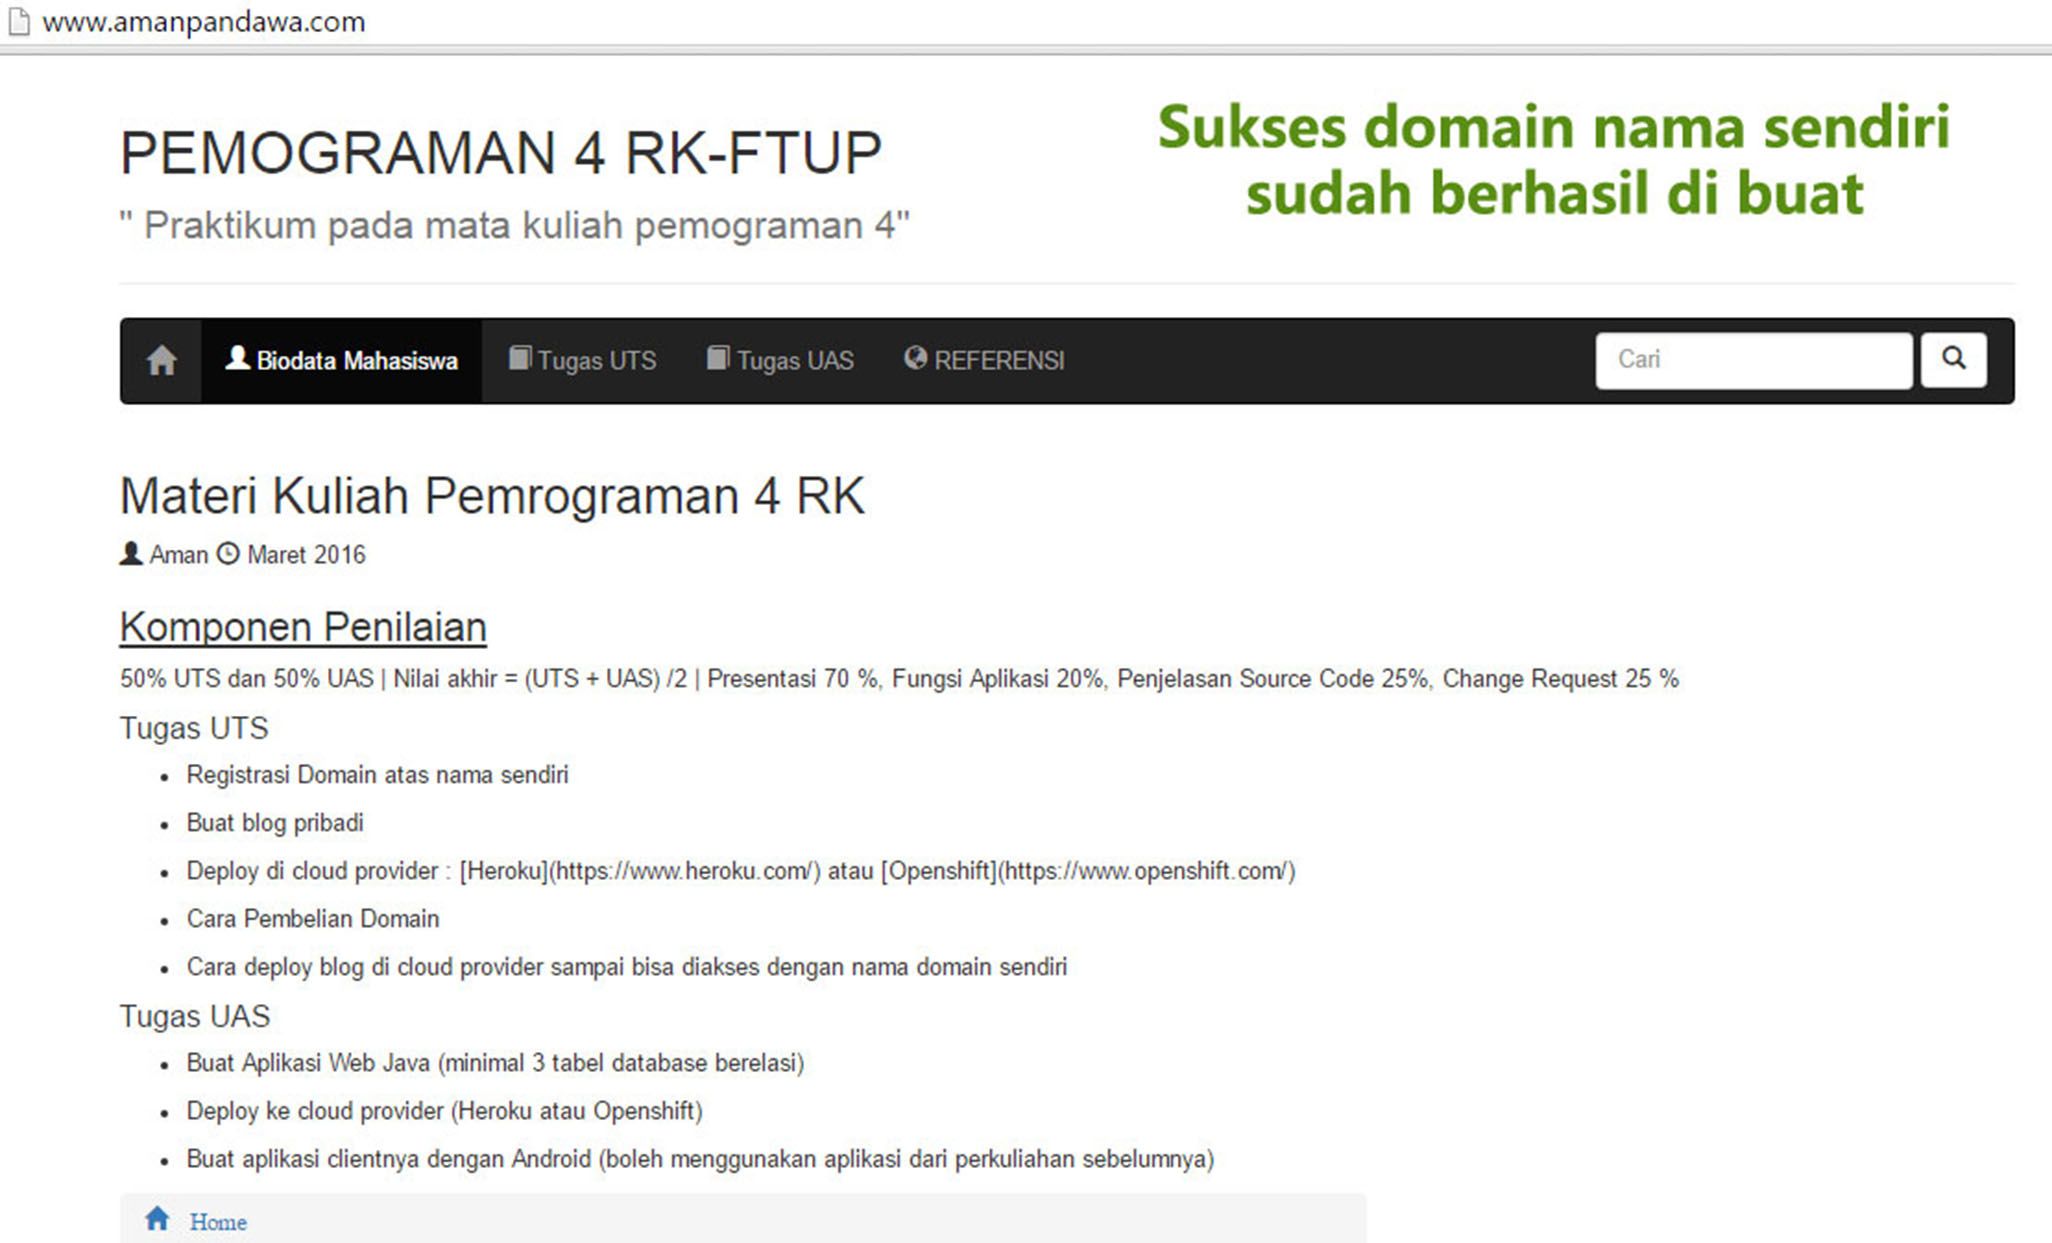 www.amanpandawa.com
PEMOGRAMAN 4 RK-FTUP
" Praktikum pada mata kuliah pemograman 4"
Sukses domain nama sendiri
sudah berhasil di buat
Biodata Mahasiswa Tugas UTS Tugas UAS REFERENSI Cari
Materi Kuliah Pemrograman 4 RK
Aman Maret 2016
Komponen Penilaian
50% UTS dan 50% UAS | Nilai akhir = (UTS + UAS) /2 | Presentasi 70 %, Fungsi Aplikasi 20%, Penjelasan Source Code 25%, Change Request 25 %
Tugas UTS
• Registrasi Domain atas nama sendiri
• Buat blog pribadi
• Deploy di cloud provider : [Heroku](https://www.heroku.com/) atau [Openshift](https://www.openshift.com/)
• Cara Pembelian Domain
• Cara deploy blog di cloud provider sampai bisa diakses dengan nama domain sendiri
Tugas UAS
• Buat Aplikasi Web Java (minimal 3 tabel database berelasi)
• Deploy ke cloud provider (Heroku atau Openshift)
• Buat aplikasi clientnya dengan Android (boleh menggunakan aplikasi dari perkuliahan sebelumnya)
Home